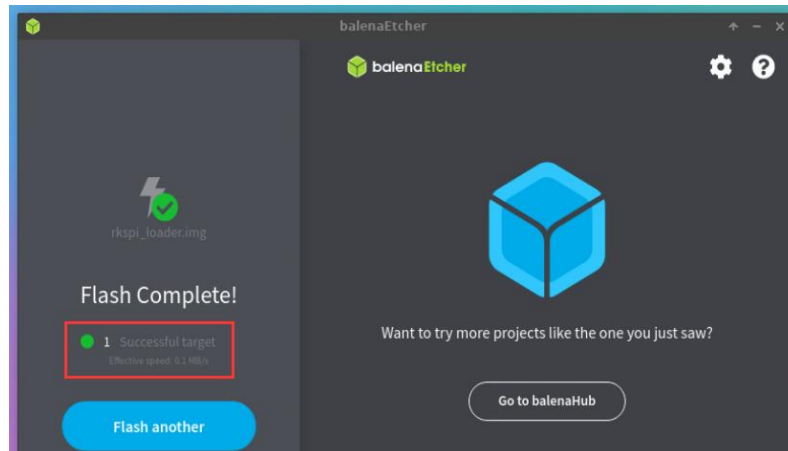 balenaEtcher
balenaEtcher
rkspi_loader.img
Flash Complete!
1 Successful target
Effective speed: 0.1 MB/s
Flash another
Want to try more projects like the one you just saw?
Go to balenaHub